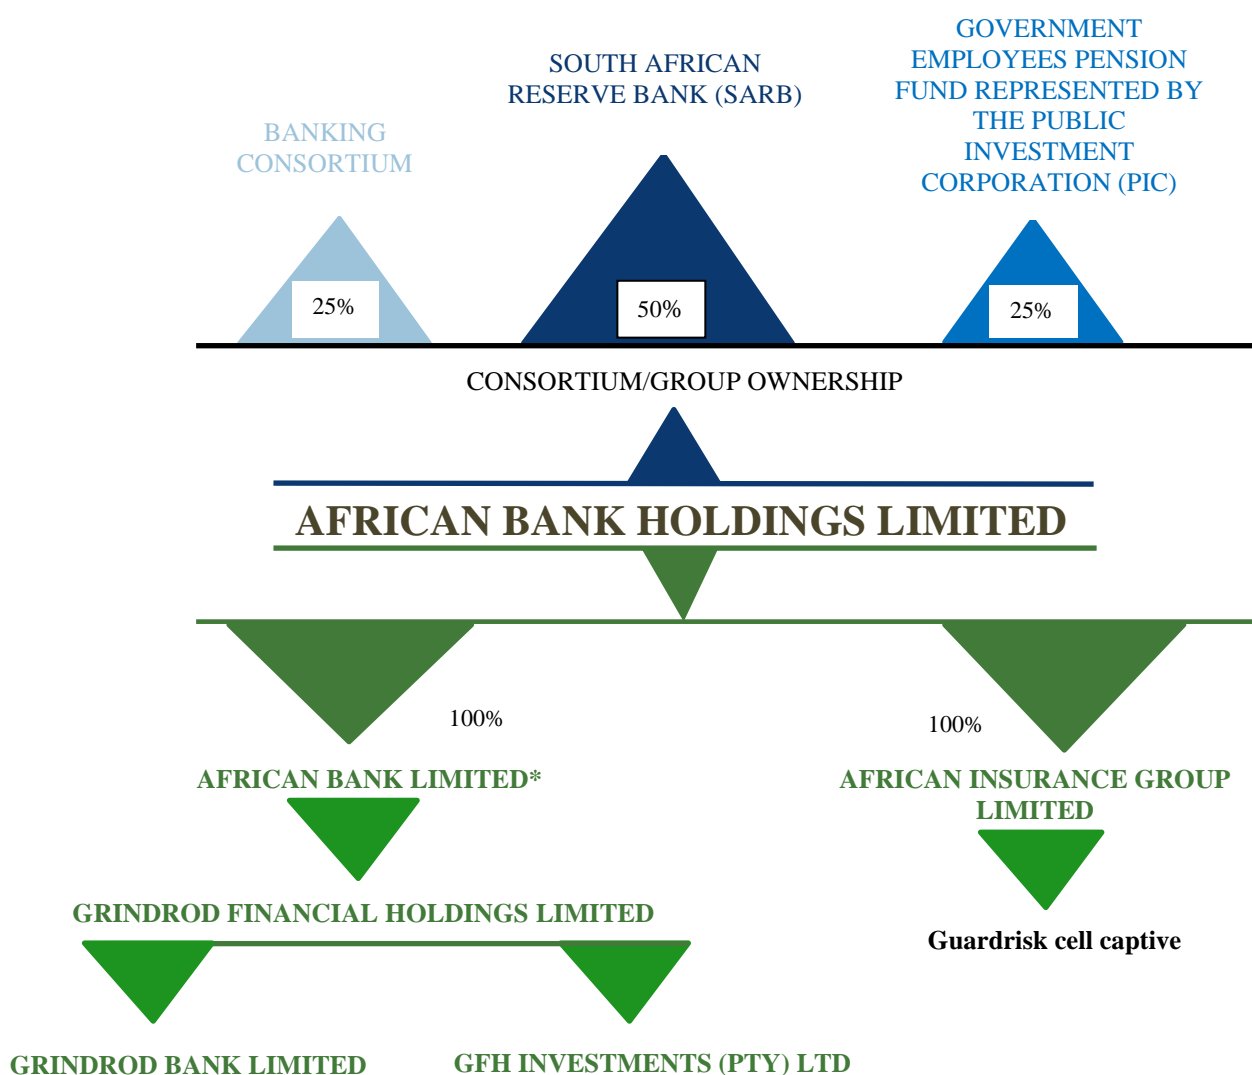 BANKING
CONSORTIUM
SOUTH AFRICAN
RESERVE BANK (SARB)
GOVERNMENT
EMPLOYEES PENSION
FUND REPRESENTED BY
THE PUBLIC
INVESTMENT
CORPORATION (PIC)
25%
50%
25%
CONSORTIUM/GROUP OWNERSHIP
AFRICAN BANK HOLDINGS LIMITED
100%
100%
AFRICAN BANK LIMITED*
AFRICAN INSURANCE GROUP
LIMITED
GRINDROD FINANCIAL HOLDINGS LIMITED
Guardrisk cell captive
GRINDROD BANK LIMITED
GFH INVESTMENTS (PTY) LTD